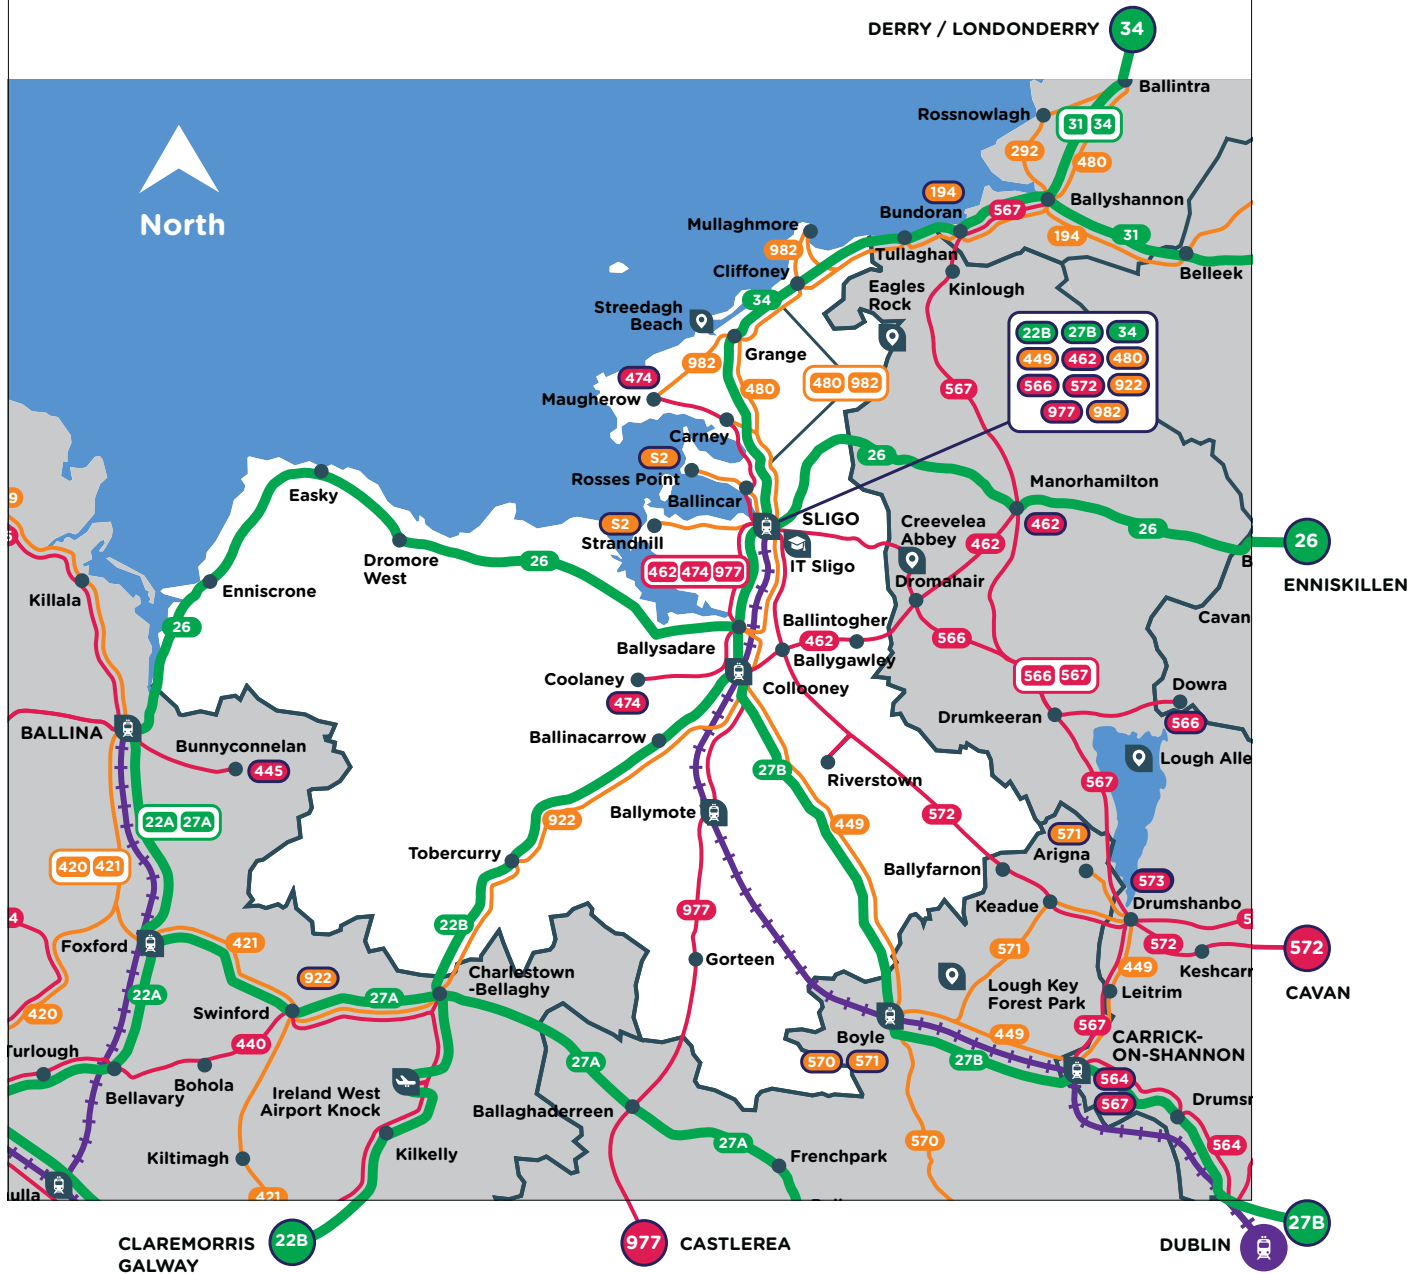 DERRY / LONDONDERRY
34
Ballintra
Rossnowlagh
31 34
292
480
194
Ballyshannon
Bundoran
567
Mullaghmore
982
194
31
Tullaghan
Belleek
Cliffoney
Eagles
Rock
Kinlough
North
34
Streedagh
Beach
22B 27B 34
449 462 480
566 572 922
977 982
Grange
982
474
480
480 982
567
Maugherow
Carney
S2
26
Rosses Point
Manorhamilton
Easky
Ballincar
S2
SLIGO
Creevelea
Abbey
462
462
26
26
ENNISKILLEN
Strandhill
IT Sligo
Dromore
West
26
462 474 977
Dromahair
Killala
Enniscrone
26
Ballintogher
462
566
Cavan
Ballysadare
Ballygawley
Coolaney
474
Collooney
566 567
Dowra
566
Drumkeeran
BALLINA
Bunnyconnelan
445
Ballinacarrow
27B
Riverstown
567
Lough Alle
22A 27A
Ballymote
922
449
572
571
Arigna
420 421
Tobercurry
Ballyfarnon
573
Keadue
Drumshanbo
977
22B
Foxford
421
571
572
572
CAVAN
Keshcarr
449
922
Charlestown
-Bellaghy
Gorteen
Lough Key
Forest Park
Leitrim
22A
27A
420
Swinford
Boyle
449
567
CARRICK-
ON-SHANNON
440
570 571
27B
Turlough
27A
564
Bohola
567
Bellavary
Ireland West
Airport Knock
Ballaghaderreen
Drumsr
27A
570
564
Kiltimagh
Kilkelly
Frenchpark
ulla
421
CLAREMORRIS
GALWAY
22B
977
CASTLEREA
DUBLIN
27B